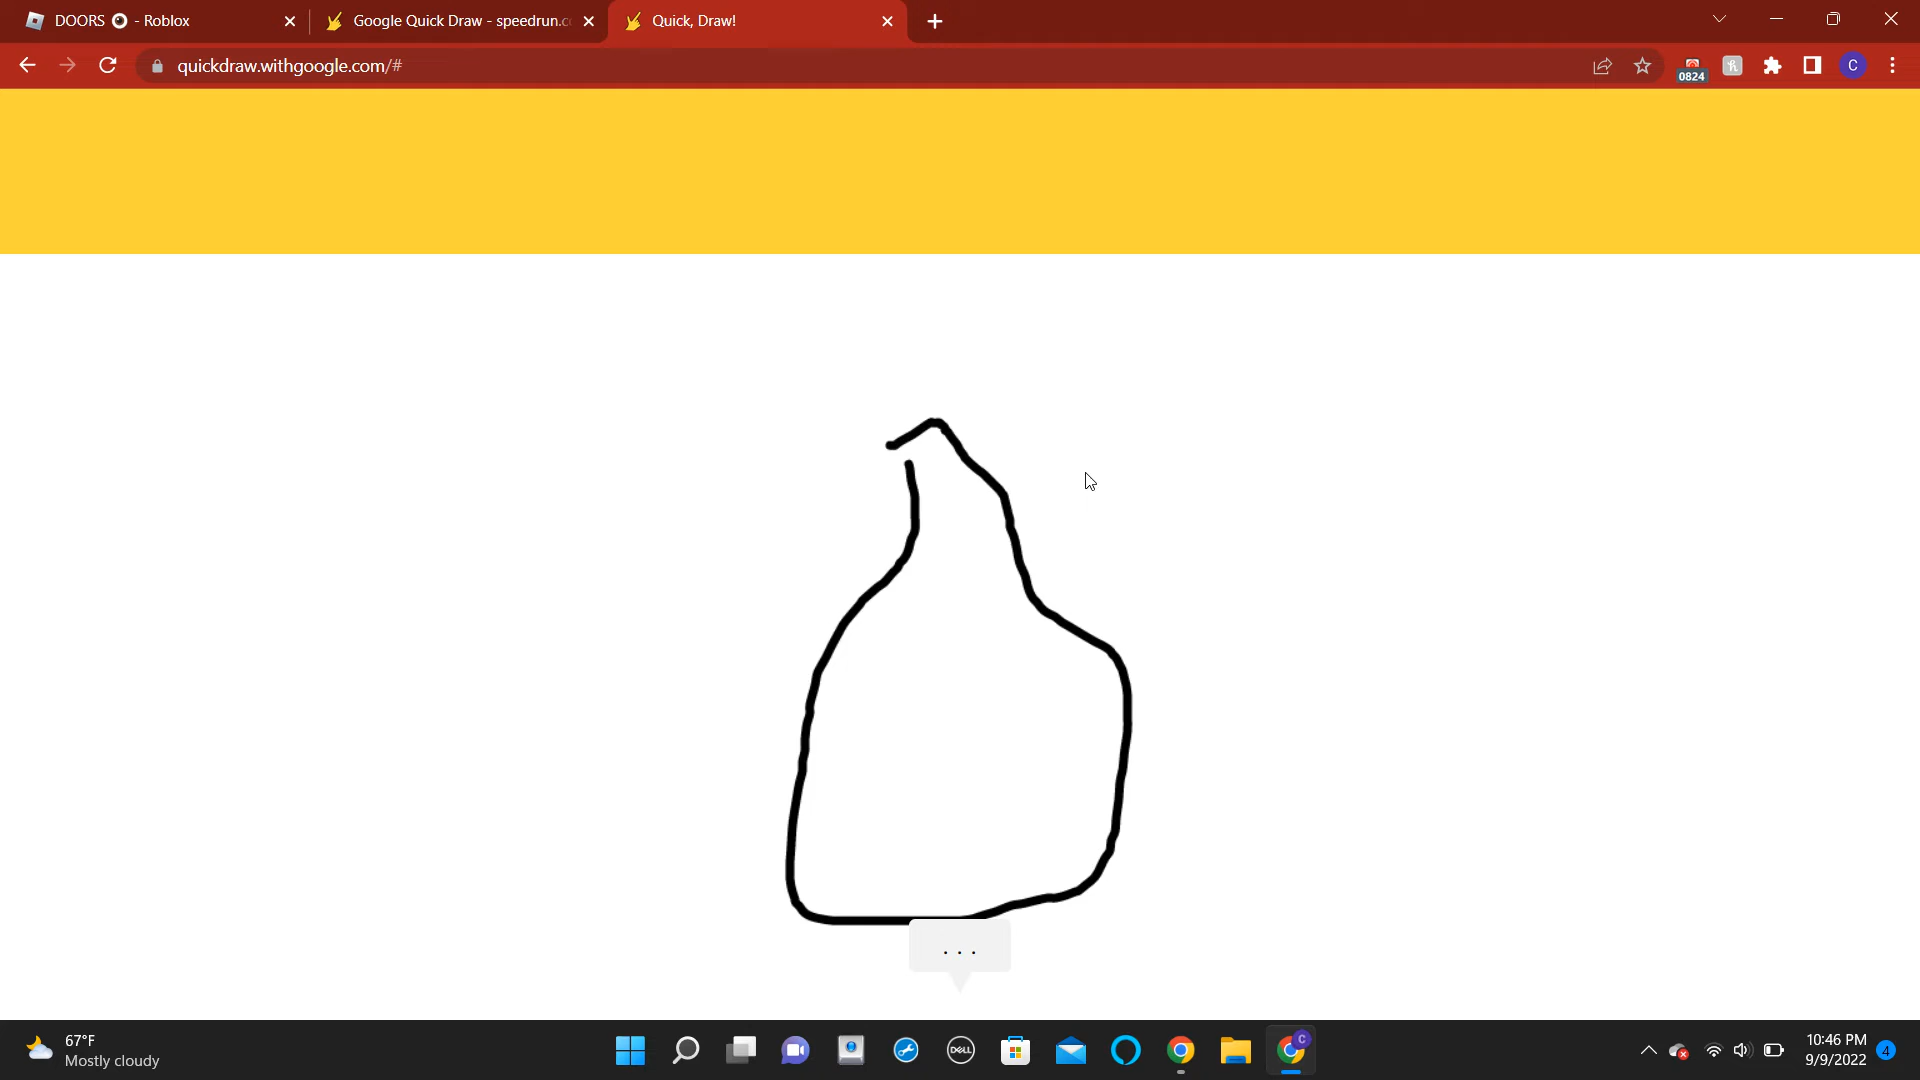 DOORS - Roblox
Google Quick Draw - speedrun.c
Quick, Draw!
quickdraw.withgoogle.com/#
0824
C
...
67°F
Mostly cloudy
DELL
C
10:46 PM
9/9/2022
4